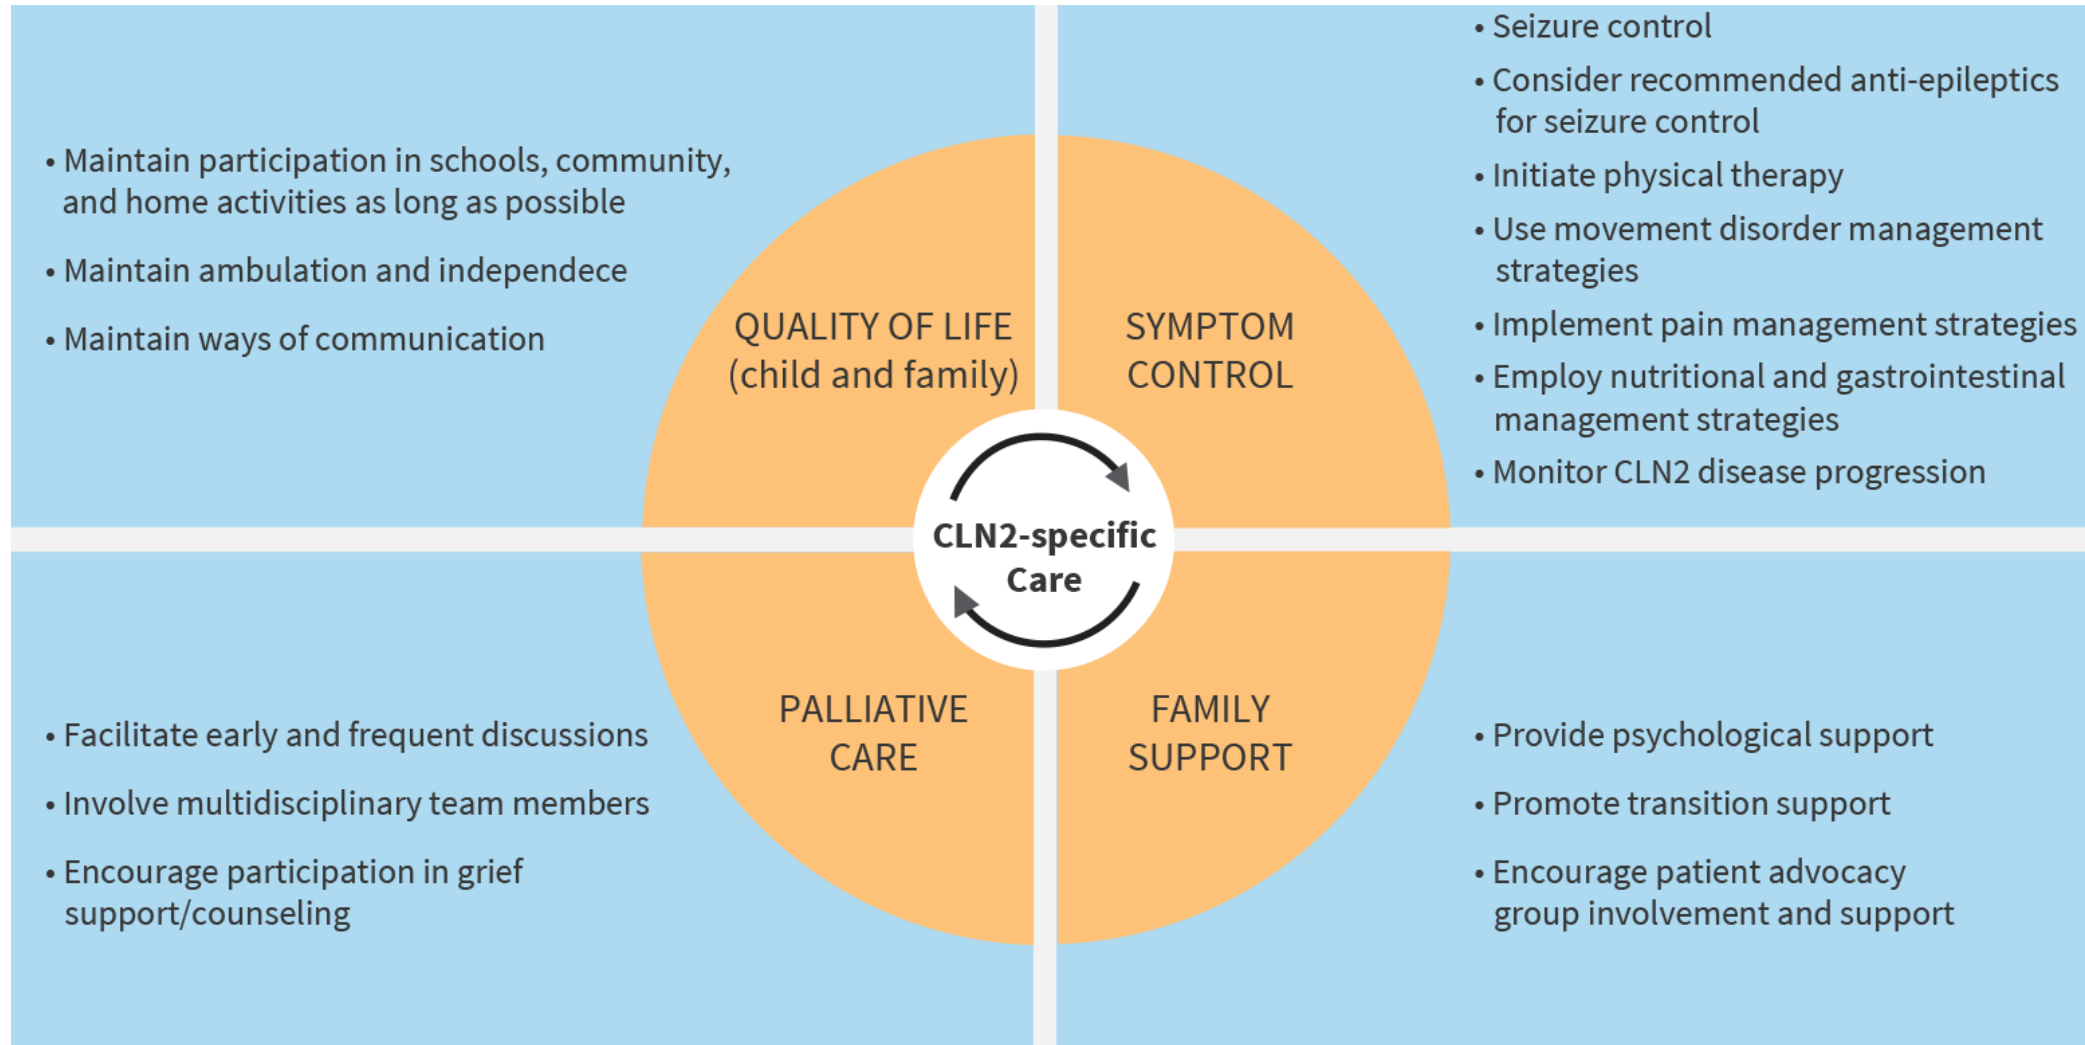 • Maintain participation in schools, community,
and home activities as long as possible
• Maintain ambulation and independece
• Maintain ways of communication
QUALITY OF LIFE
(child and family)
SYMPTOM
CONTROL
• Seizure control
• Consider recommended anti-epileptics
for seizure control
• Initiate physical therapy
• Use movement disorder management
strategies
• Implement pain management strategies
• Employ nutritional and gastrointestinal
management strategies
• Monitor CLN2 disease progression
CLN2-specific
Care
• Facilitate early and frequent discussions
• Involve multidisciplinary team members
• Encourage participation in grief
support/counseling
PALLIATIVE
CARE
FAMILY
SUPPORT
• Provide psychological support
• Promote transition support
• Encourage patient advocacy
group involvement and support